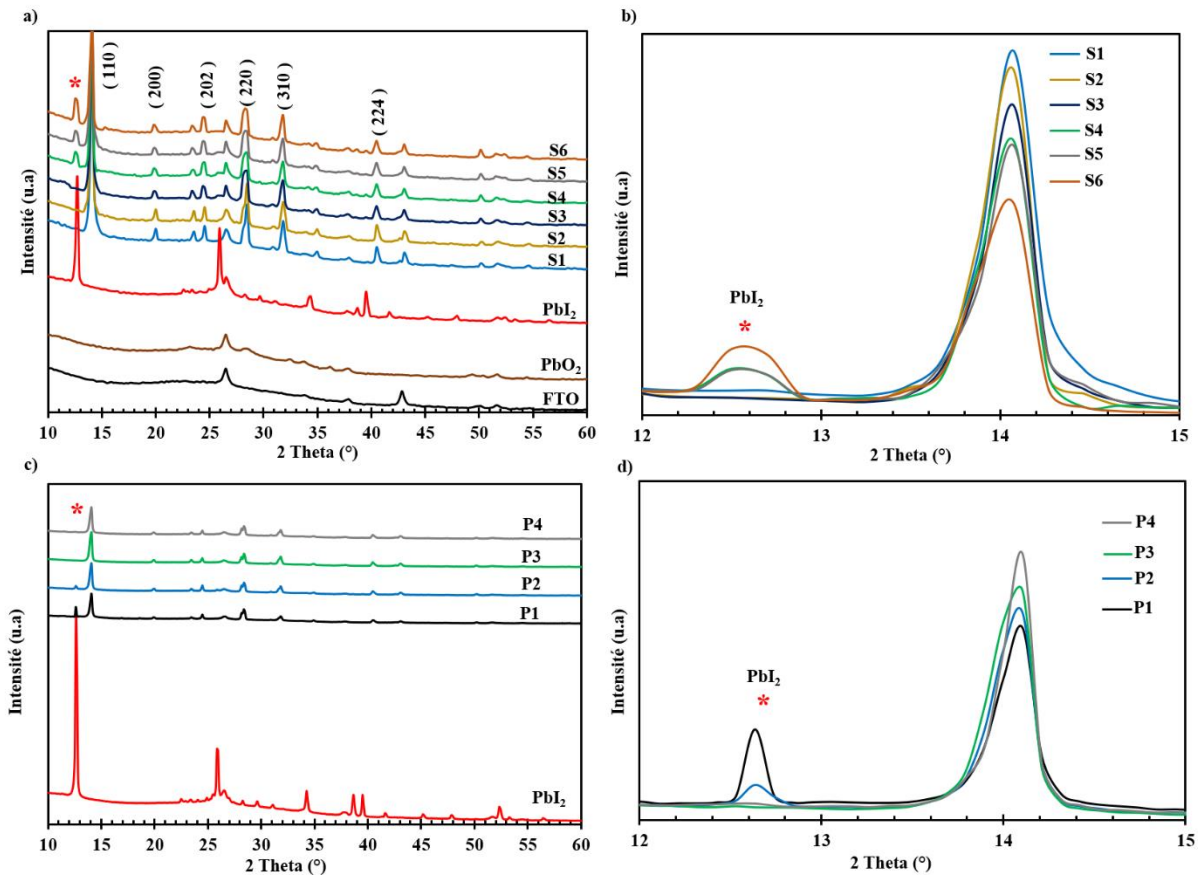 a)
Intensité (u.a)
*
( 110 )
( 200)
( 202 )
( 220 )
( 310 )
( 224 )
S6
S5
S4
S3
S2
S1
PbI₂
PbO₂
FTO
10 15 20 25 30 35 40 45 50 55 60
2 Theta (°)
b)
Intensité (u.a)
S1
S2
S3
S4
S5
S6
PbI₂
*
12 13 14 15
2 Theta (°)
c)
Intensité (u.a)
*
P4
P3
P2
P1
PbI₂
10 15 20 25 30 35 40 45 50 55 60
2 Theta (°)
d)
Intensité (u.a)
P4
P3
P2
P1
PbI₂
*
12 13 14 15
2 Theta (°)